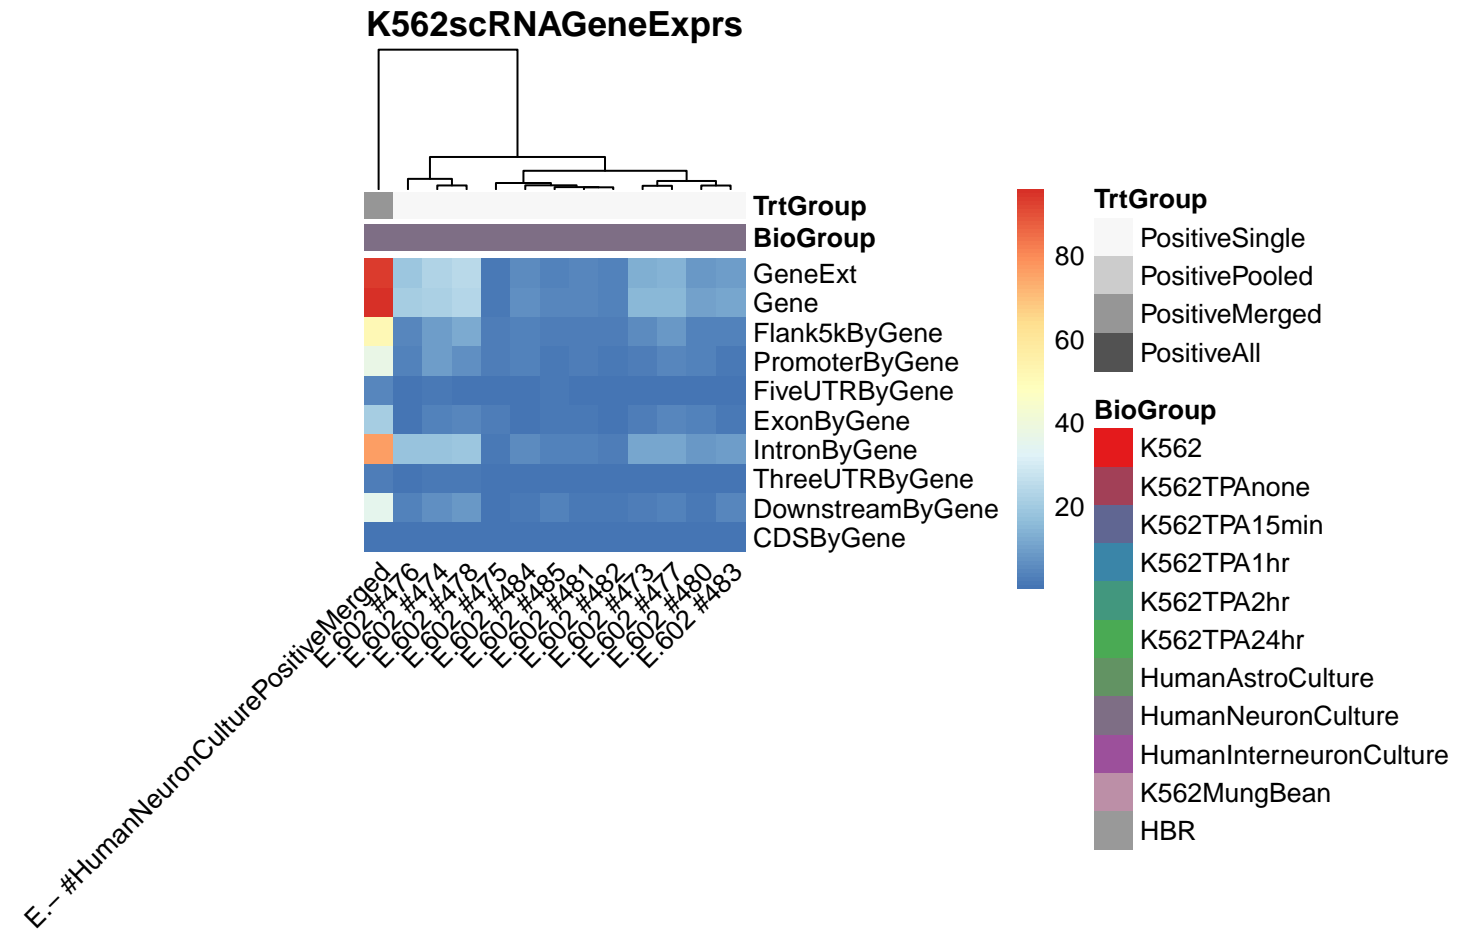 K562scRNAGeneExprs
TrtGroup
BioGroup
GeneExt
Gene
Flank5kByGene
PromoterByGene
FiveUTRByGene
ExonByGene
IntronByGene
ThreeUTRByGene
DownstreamByGene
CDSByGene
E.– #HumanNeuronCulturePositiveMerged
E.602 #476
E.602 #474
E.602 #478
E.602 #475
E.602 #484
E.602 #485
E.602 #481
E.602 #482
E.602 #473
E.602 #477
E.602 #480
E.602 #483
80
60
40
20
TrtGroup
PositiveSingle
PositivePooled
PositiveMerged
PositiveAll
BioGroup
K562
K562TPAnone
K562TPA15min
K562TPA1hr
K562TPA2hr
K562TPA24hr
HumanAstroCulture
HumanNeuronCulture
HumanInterneuronCulture
K562MungBean
HBR